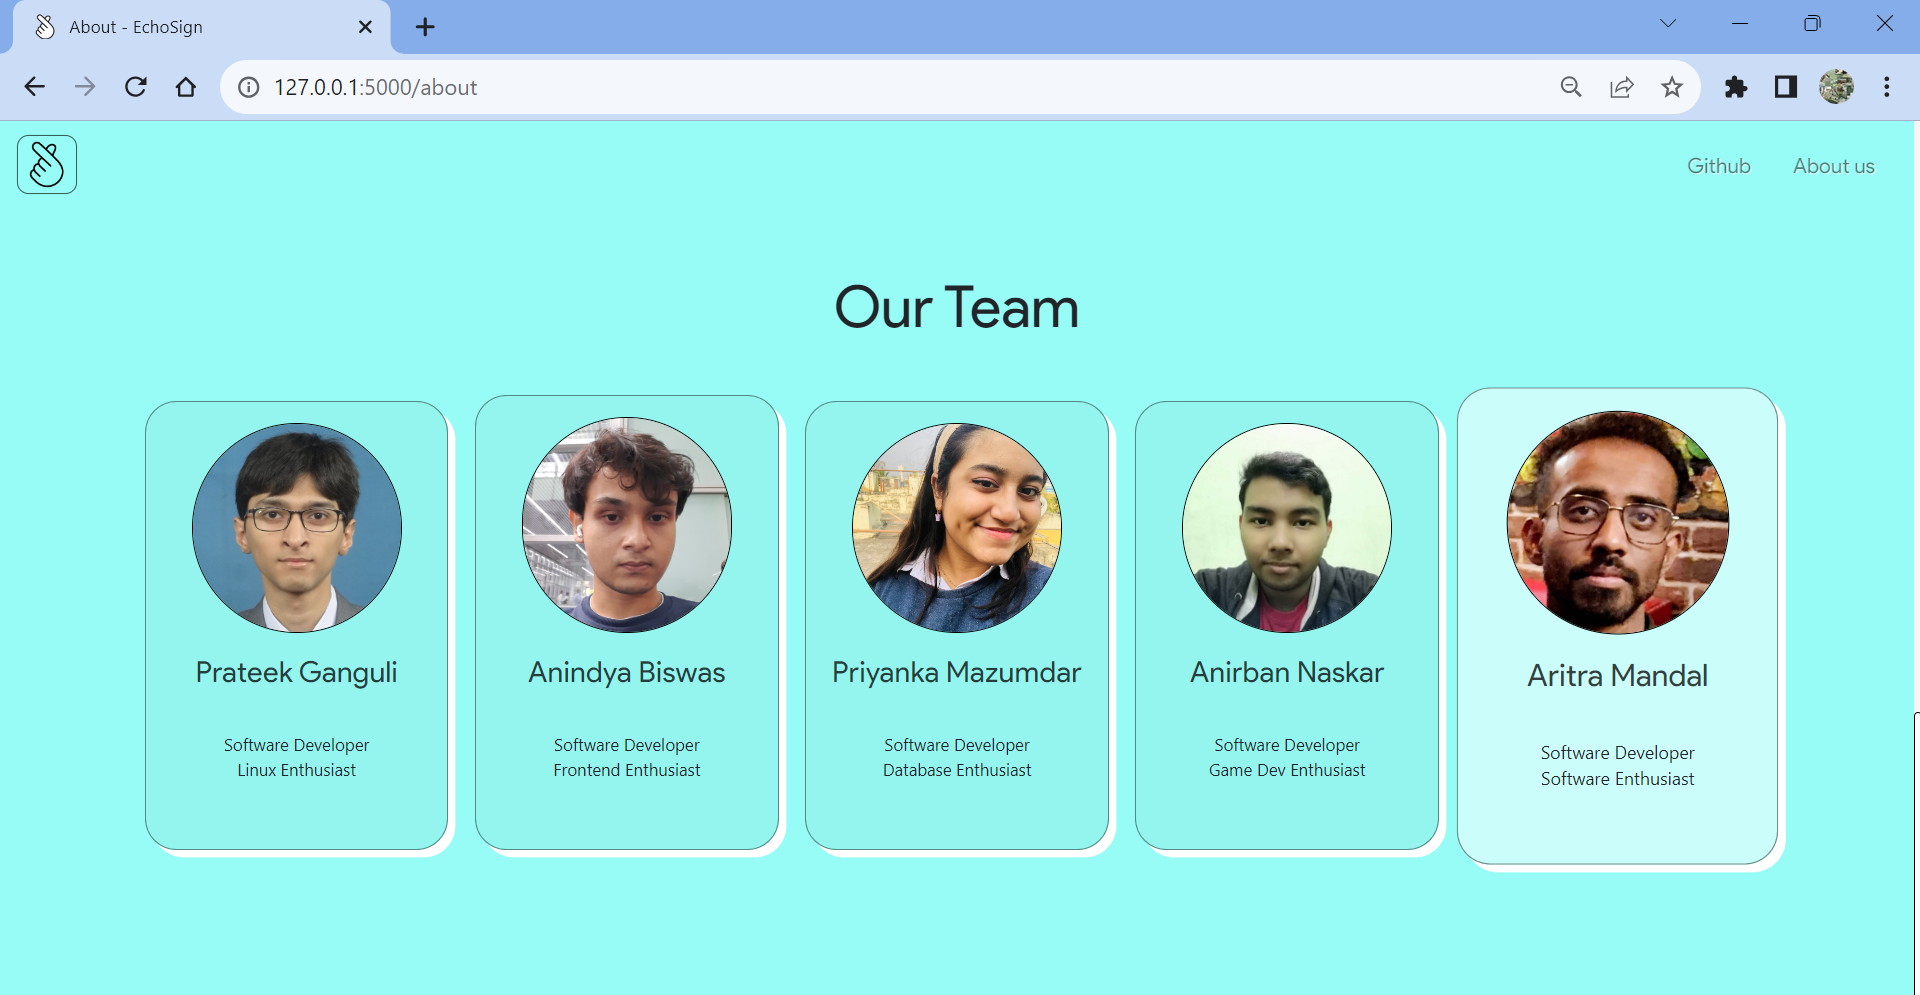 About - EchoSign
127.0.0.1:5000/about
Github About us
Our Team
Prateek Ganguli
Software Developer
Linux Enthusiast
Anindya Biswas
Software Developer
Frontend Enthusiast
Priyanka Mazumdar
Software Developer
Database Enthusiast
Anirban Naskar
Software Developer
Game Dev Enthusiast
Aritra Mandal
Software Developer
Software Enthusiast